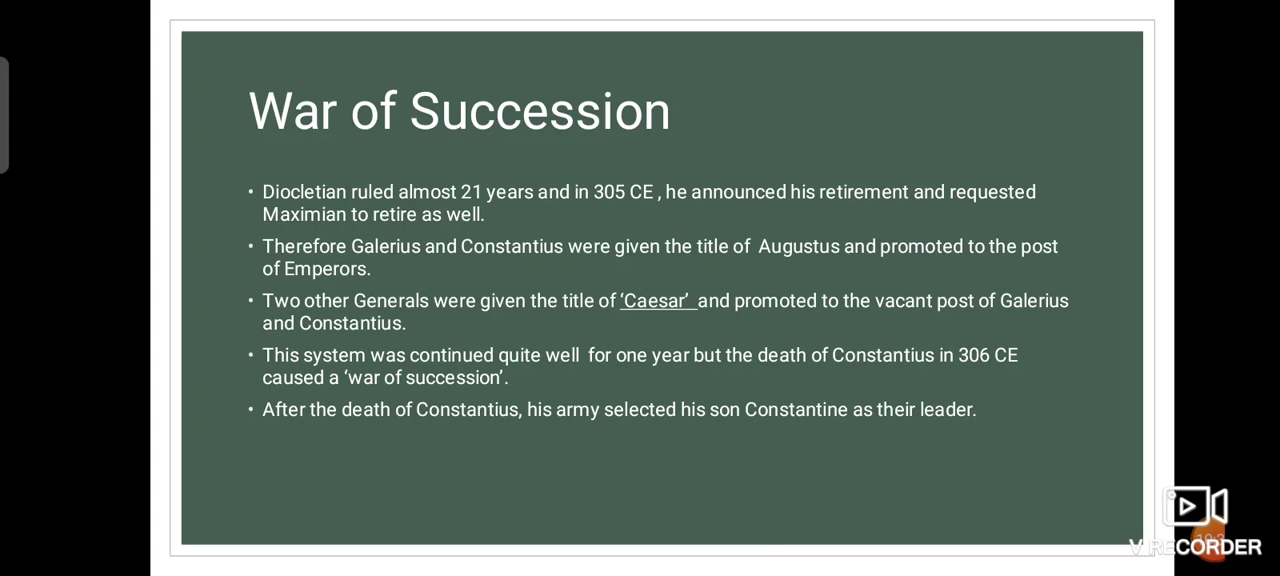 War of Succession
• Diocletian ruled almost 21 years and in 305 CE , he announced his retirement and requested
Maximian to retire as well.
• Therefore Galerius and Constantius were given the title of  Augustus and promoted to the post
of Emperors.
• Two other Generals were given the title of ‘Caesar’  and promoted to the vacant post of Galerius
and Constantius.
• This system was continued quite well  for one year but the death of Constantius in 306 CE
caused a ‘war of succession’.
• After the death of Constantius, his army selected his son Constantine as their leader.
V RECORDER